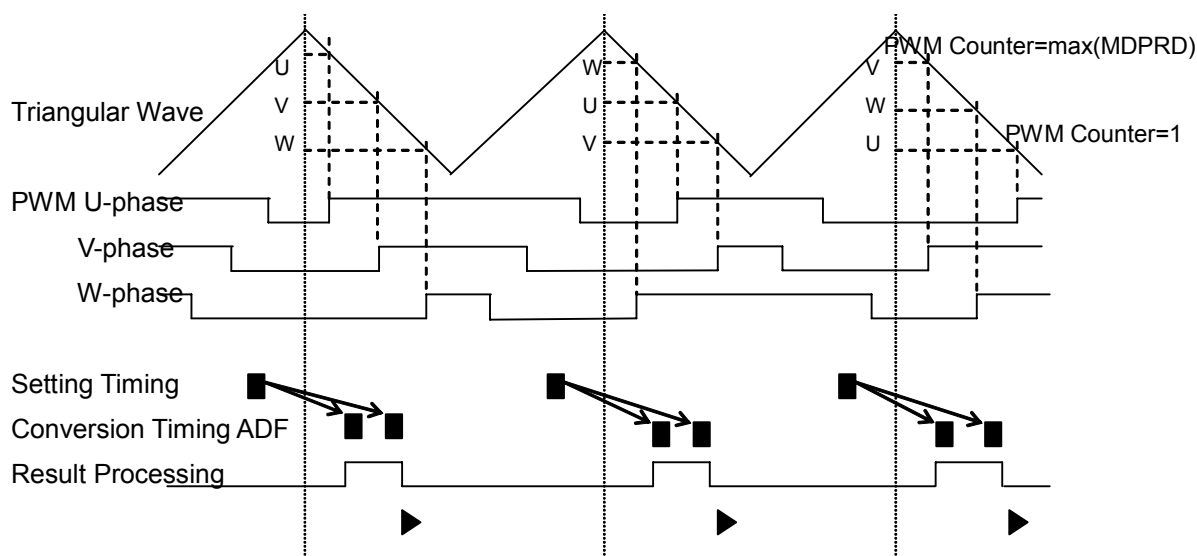 PWM Counter=max(MDPRD)
U
V
W
W
U
V
V
W
U
Triangular Wave
PWM Counter=1
PWM U-phase
V-phase
W-phase
Setting Timing
Conversion Timing ADF
Result Processing